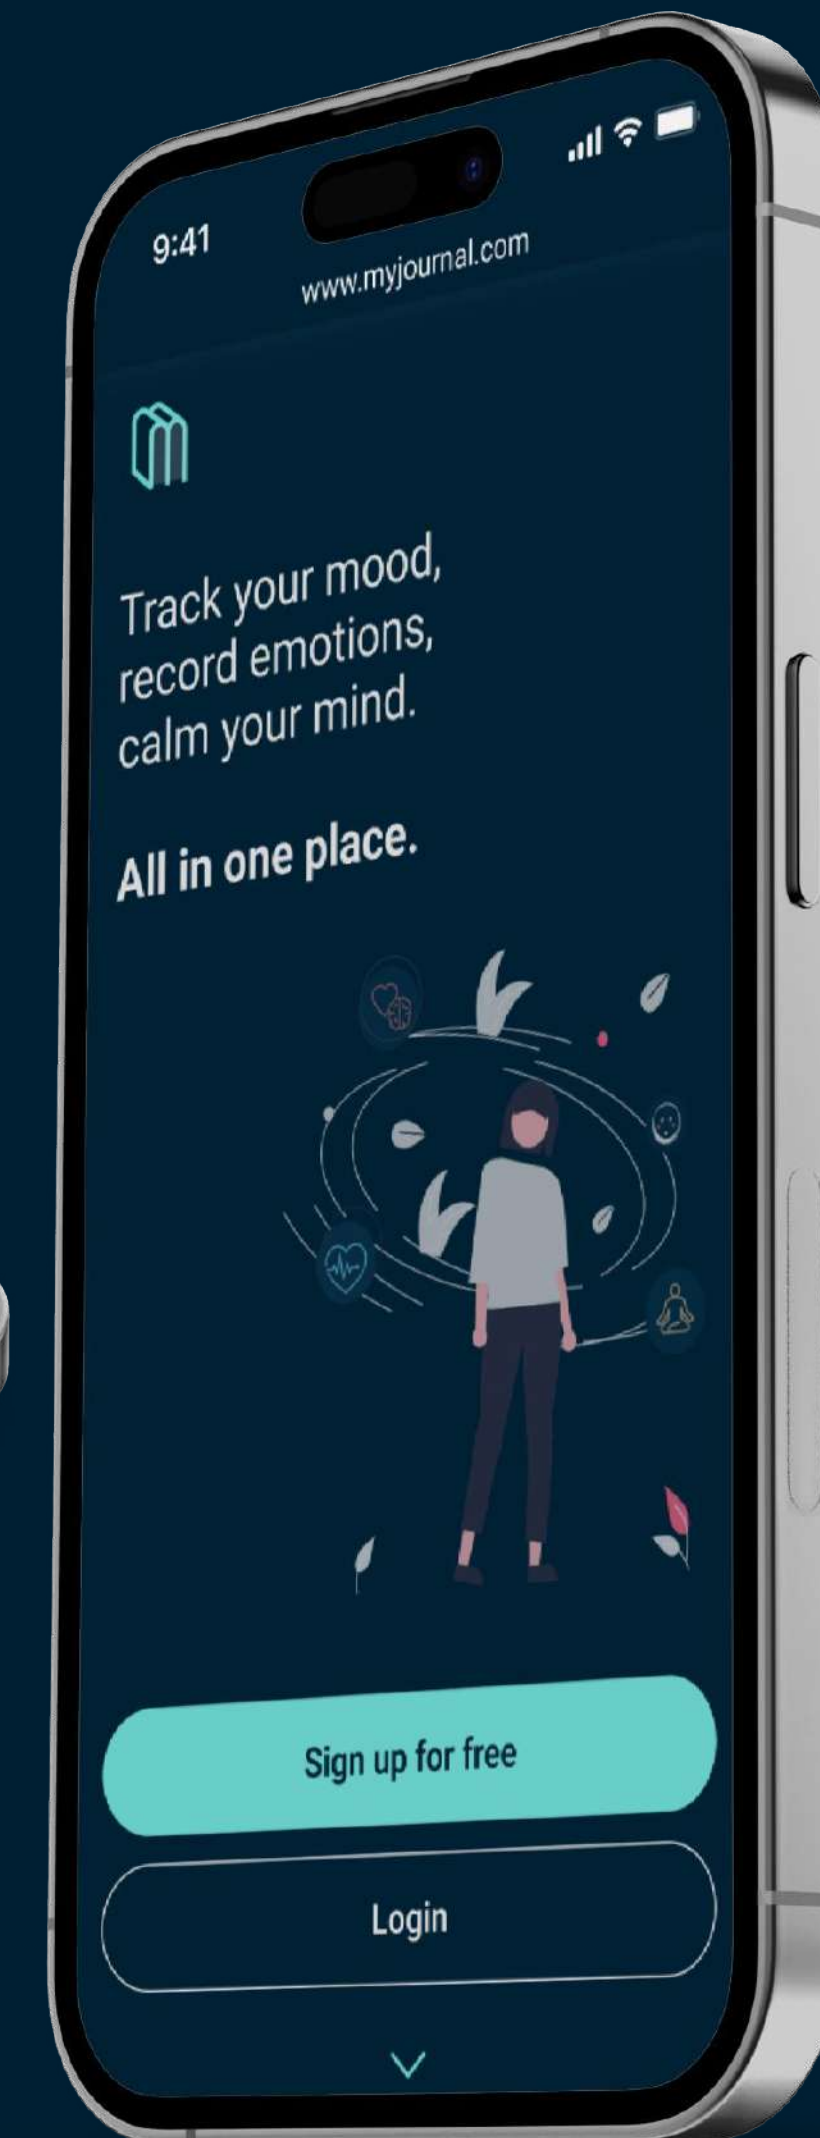 9:41
www.myjournal.com
Track your mood,
record emotions,
calm your mind.
All in one place.
Sign up for free
Login